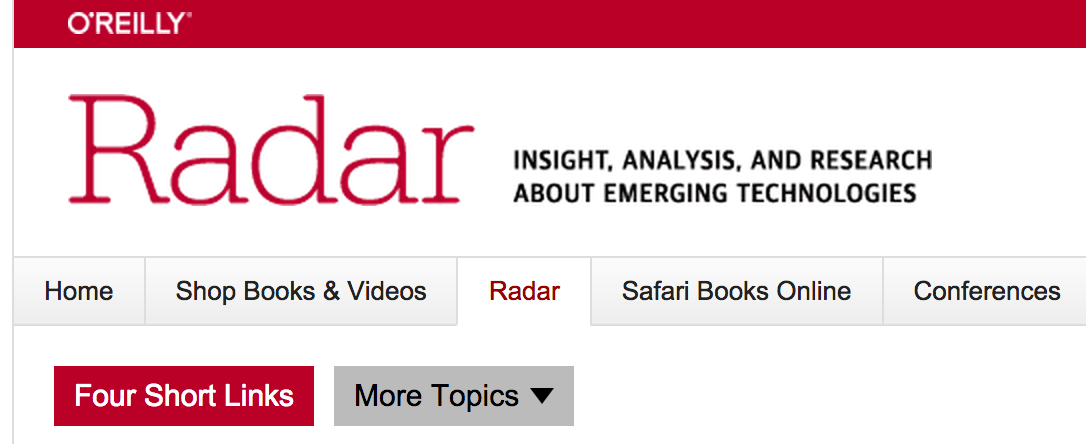 O'REILLY®
Radar
INSIGHT, ANALYSIS, AND RESEARCH
ABOUT EMERGING TECHNOLOGIES
Home Shop Books & Videos Radar Safari Books Online Conferences
Four Short Links More Topics ▼